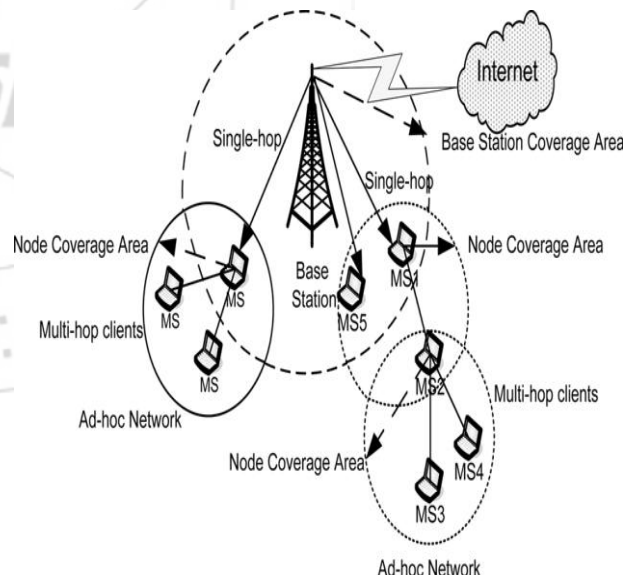 Internet
Single-hop
Base Station Coverage Area
Single-hop
Node Coverage Area
Node Coverage Area
MS1
MS
Base
Station
MS
MS5
Multi-hop clients
MS
MS2
Multi-hop clients
Ad-hoc Network
Node Coverage Area
MS4
MS3
Ad-hoc Network